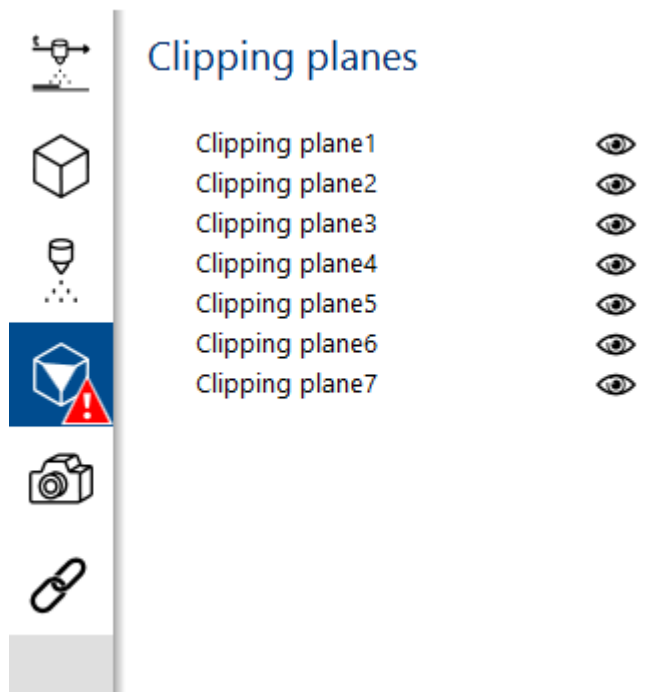 Clipping planes
Clipping plane1
Clipping plane2
Clipping plane3
Clipping plane4
Clipping plane5
Clipping plane6
Clipping plane7